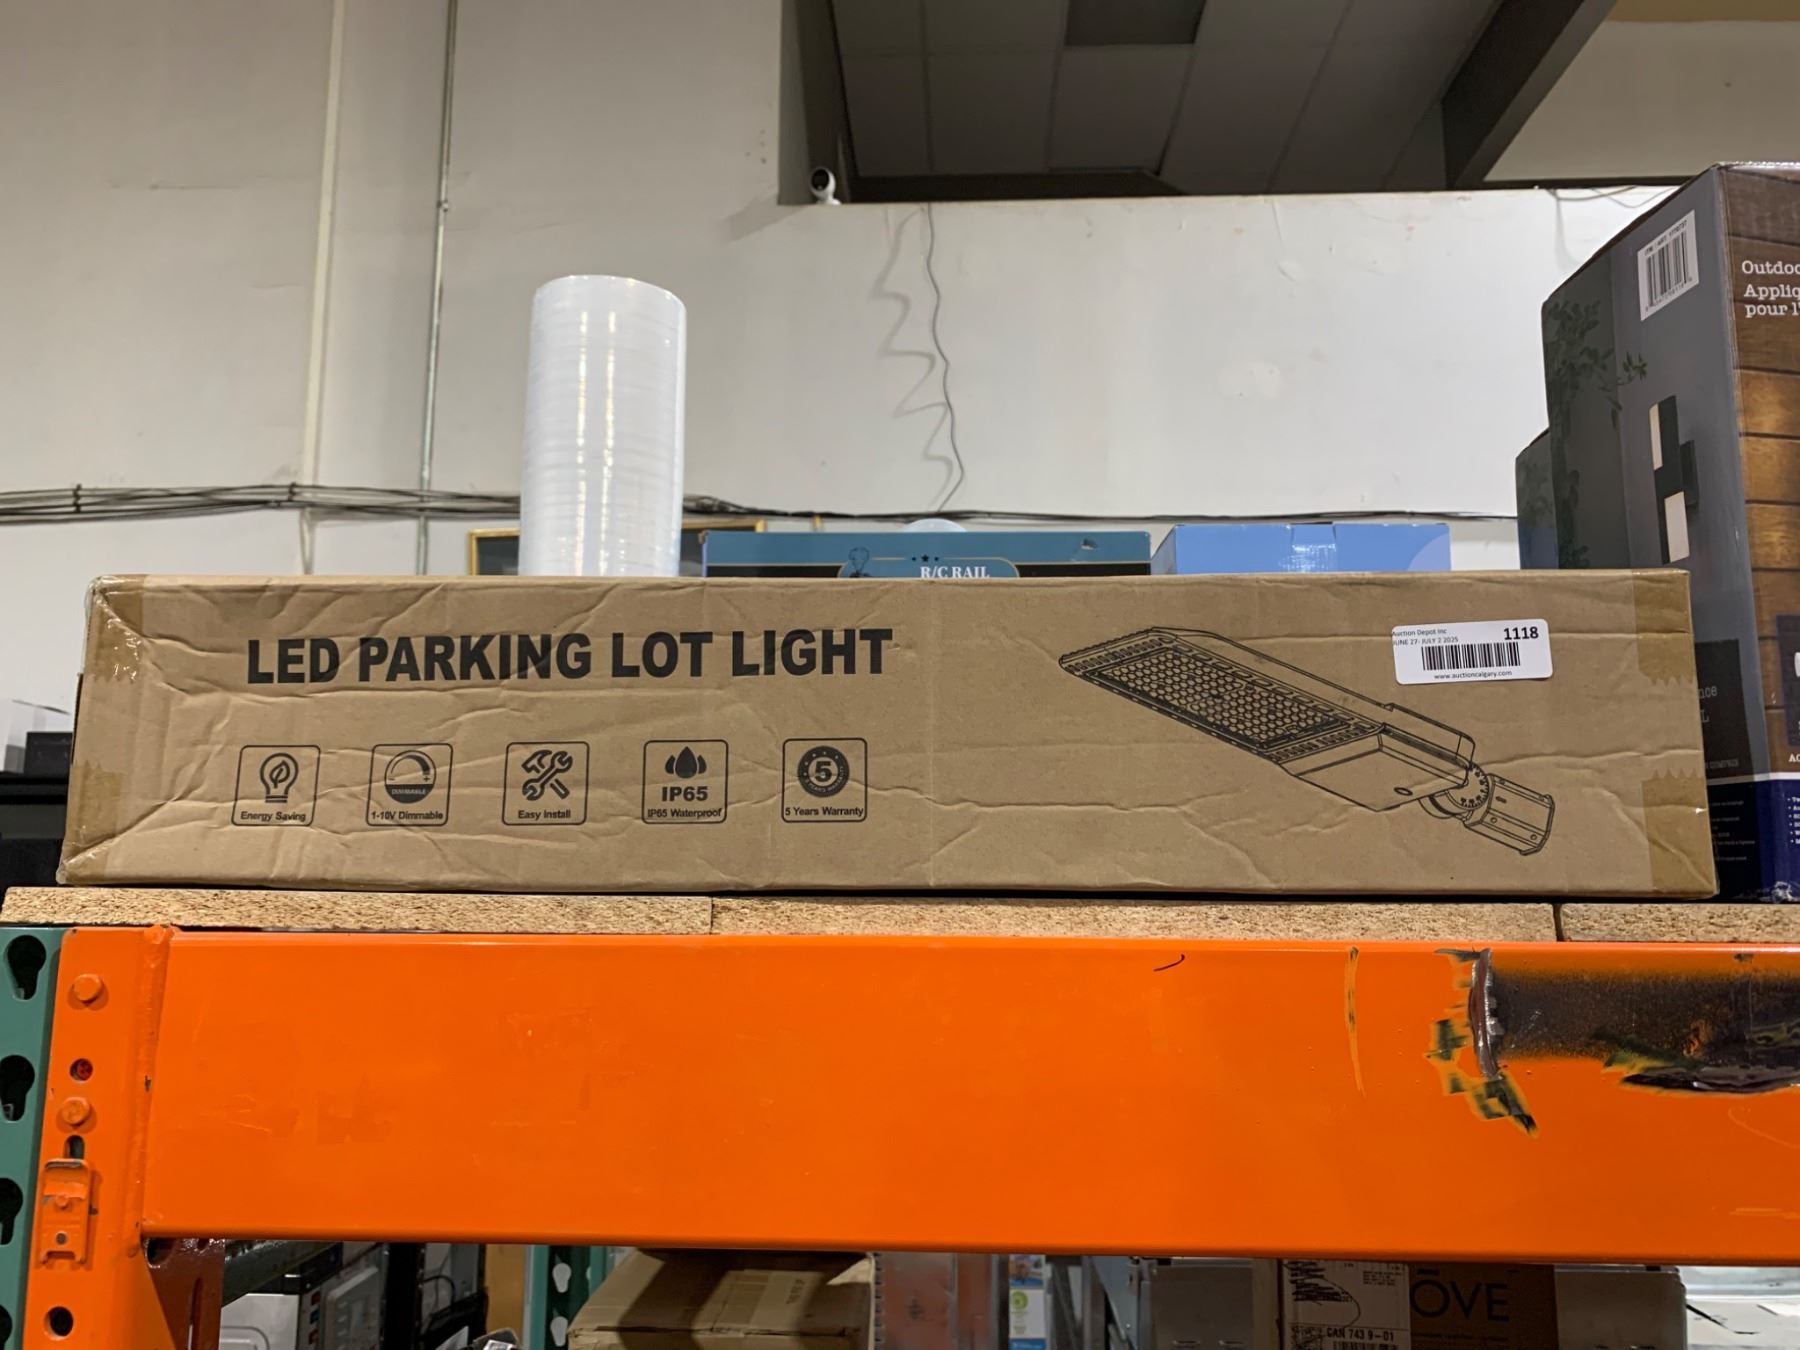 LED PARKING LOT LIGHT
Energy Saving
DIMMABLE
1-10V Dimmable
Easy Install
IP65
IP65 Waterproof
5
5 Years Warranty
Auction Depot Inc
JUNE 27- JULY 2 2025
1118
www.auctioncalgary.com
R/C RAIL
Outdoo
Appliq
pour l'
OVE
CAN 743 9-01